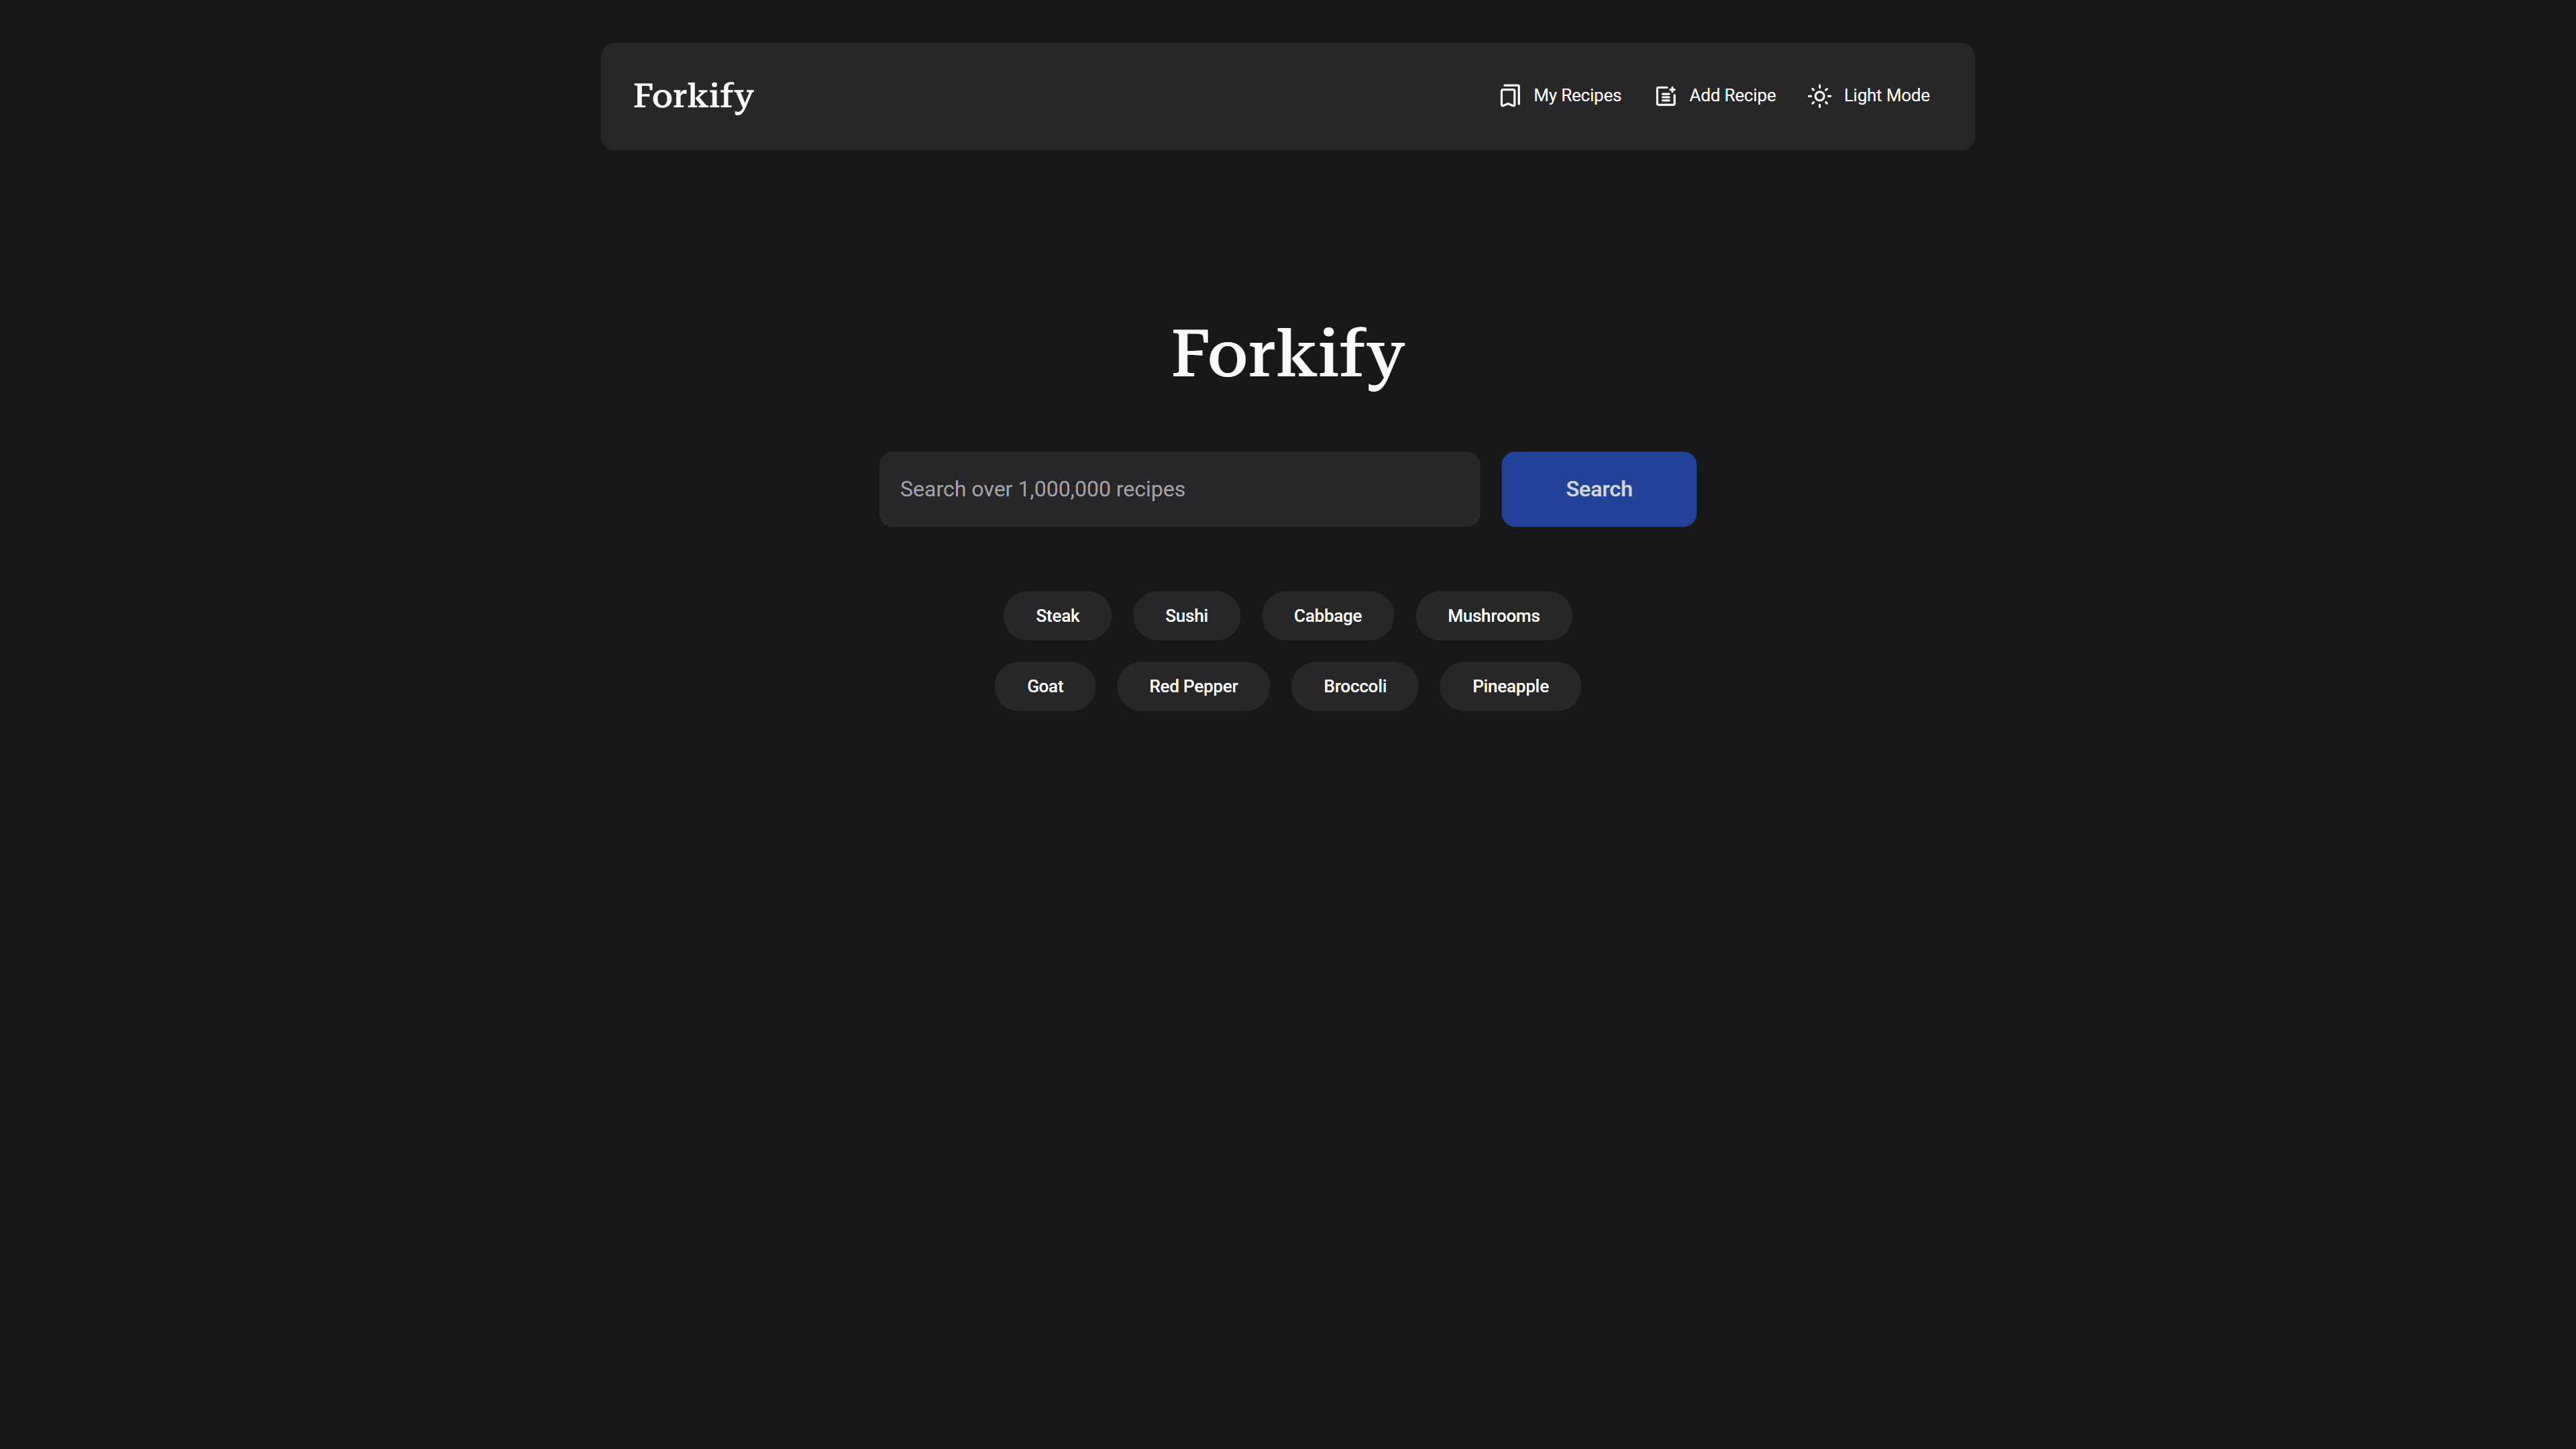 Forkify My Recipes Add Recipe Light Mode
Forkify
Search over 1,000,000 recipes Search
Steak Sushi Cabbage Mushrooms
Goat Red Pepper Broccoli Pineapple